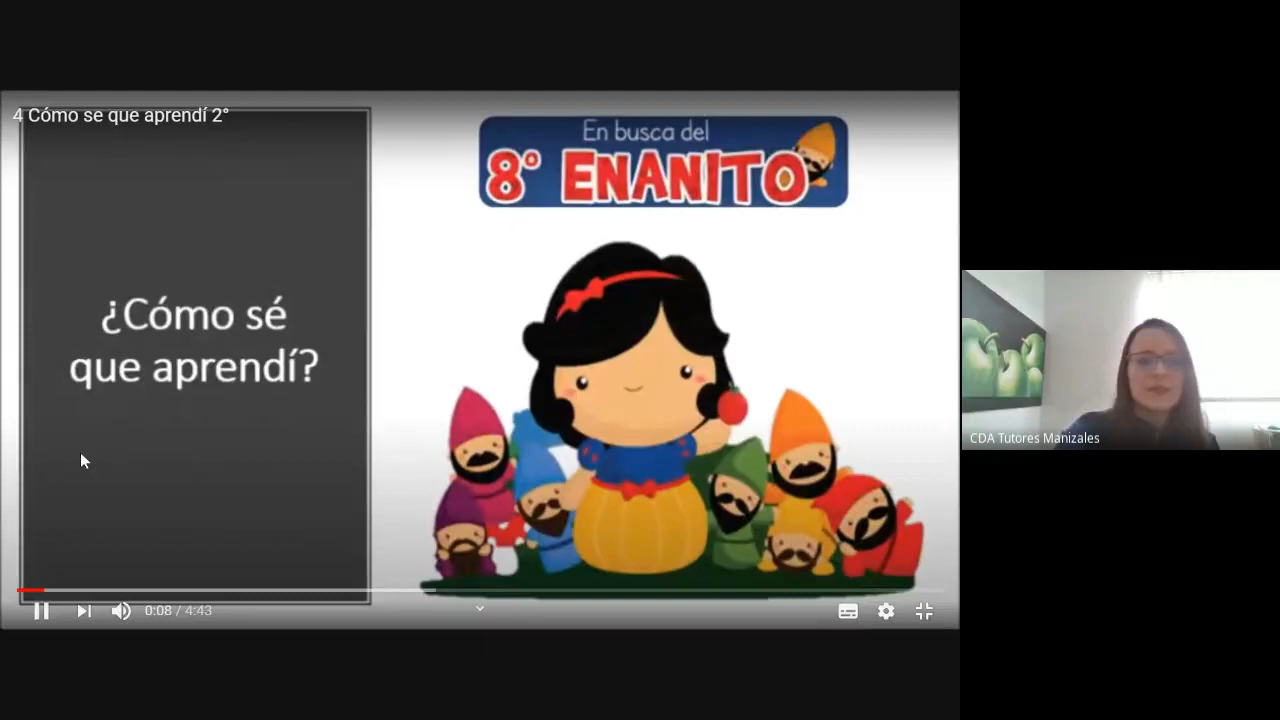 4 Cómo se que aprendí 2°
En busca del
8° ENANITO
¿Cómo sé
que aprendí?
CDA Tutores Manizales
0:08 / 4:43